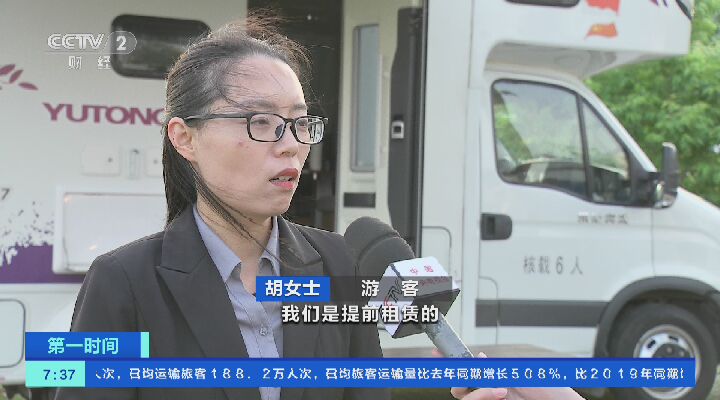 CCTV 2
财经
YUTONG
核载6人
胡女士 游客
我们是提前租赁的
第一时间
7:37
人次，日均运输旅客188．2万人次，日均旅客运输量比去年同期增长508%，比2019年同期